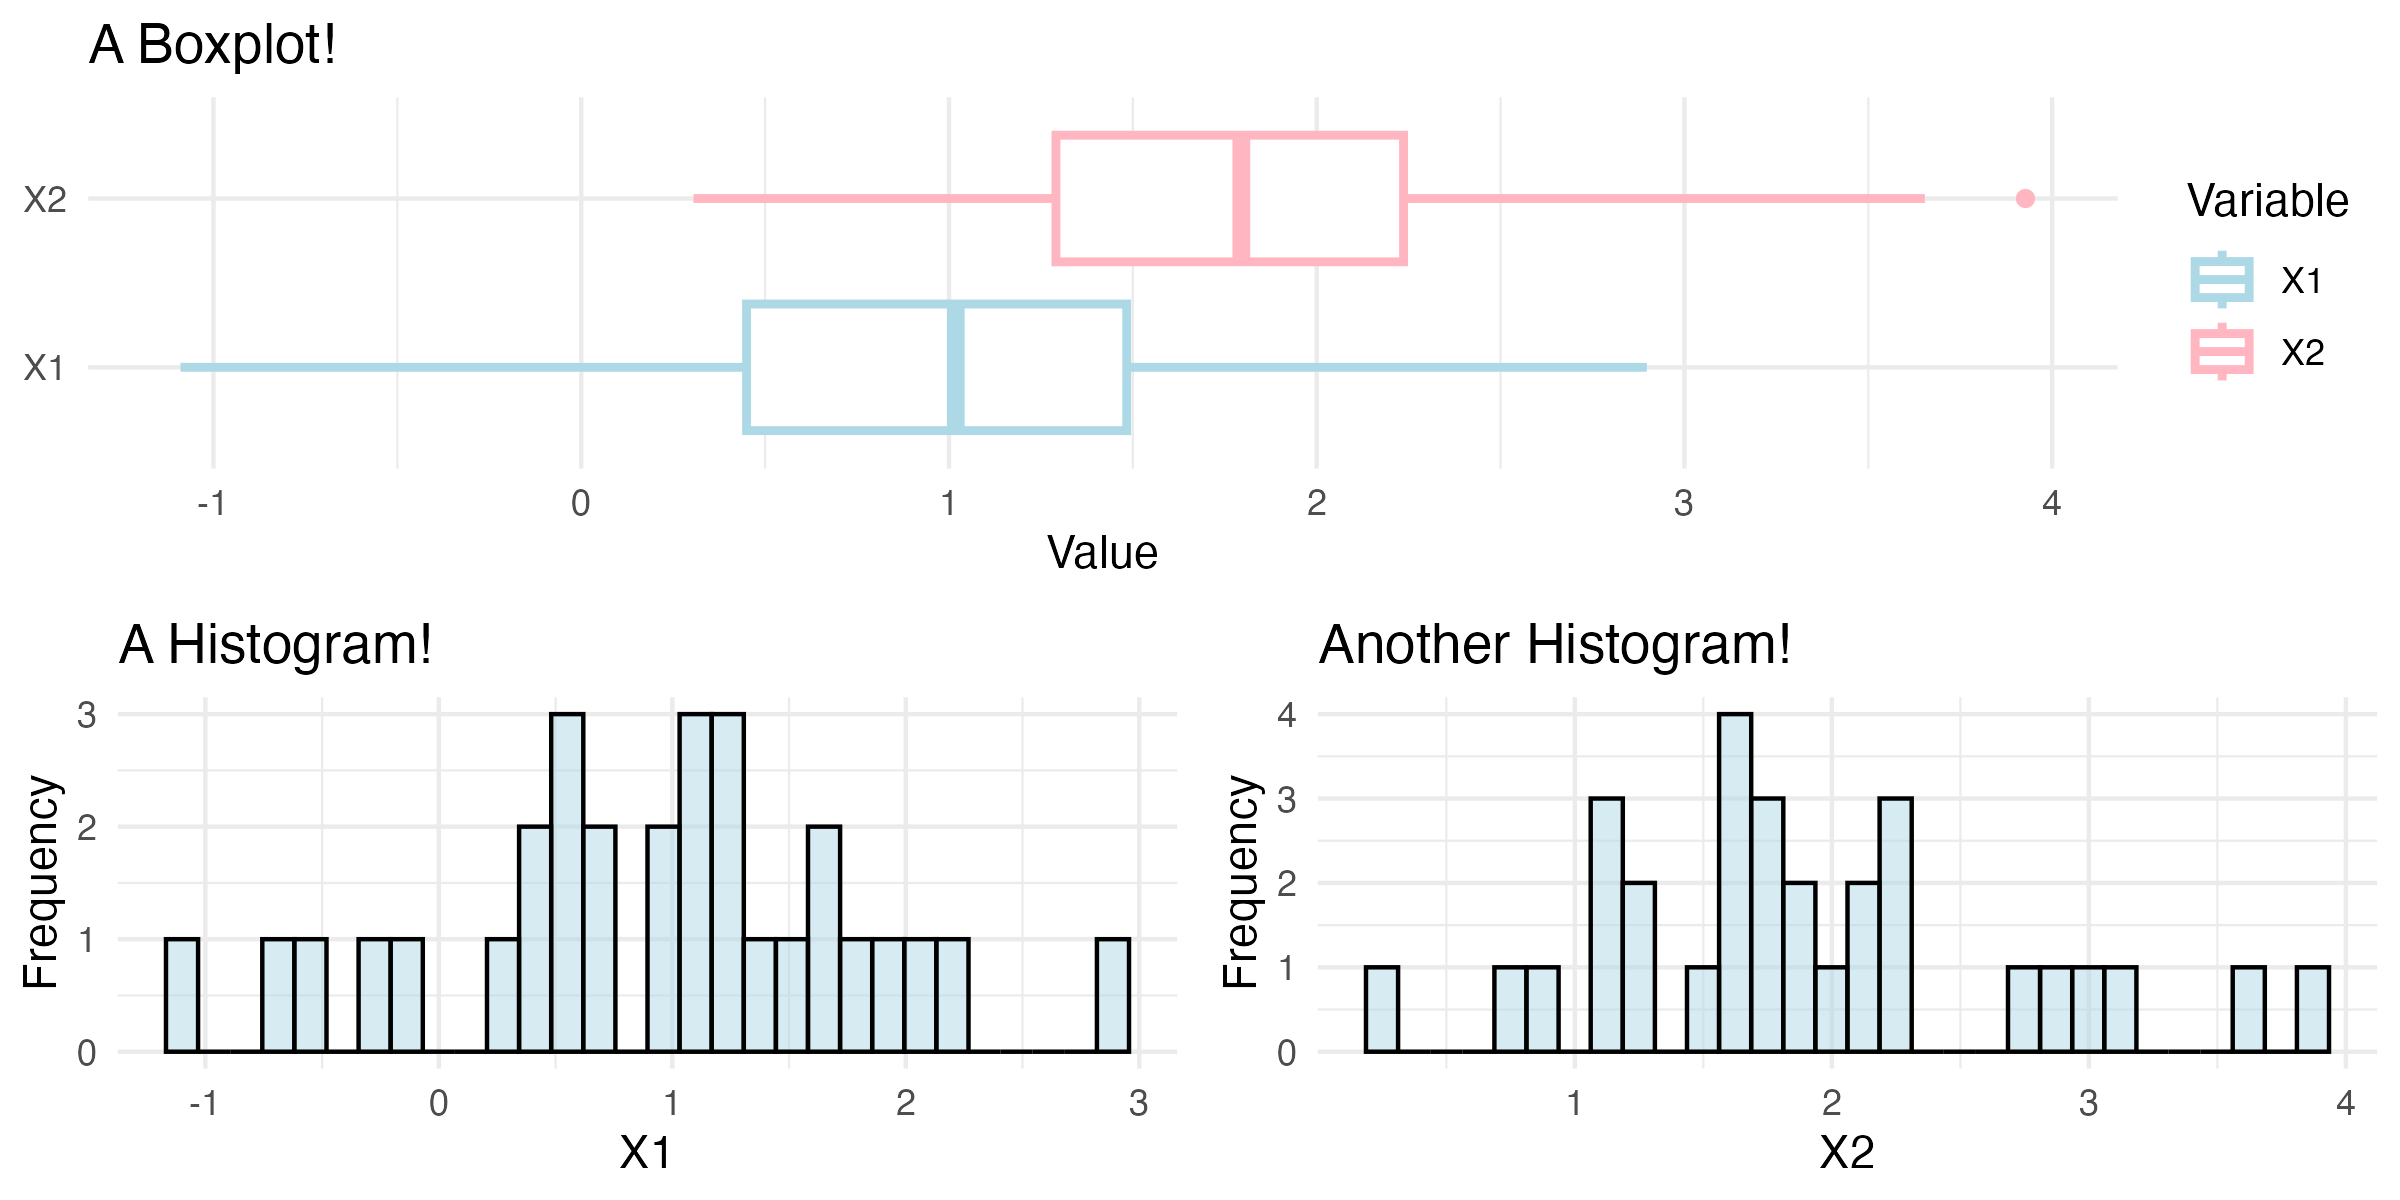 A Boxplot!
X2
X1
-1 0 1 2 3 4
Value
Variable
X1
X2
A Histogram!
Frequency
3
2
1
0
-1 0 1 2 3
X1
Another Histogram!
Frequency
4
3
2
1
0
1 2 3 4
X2